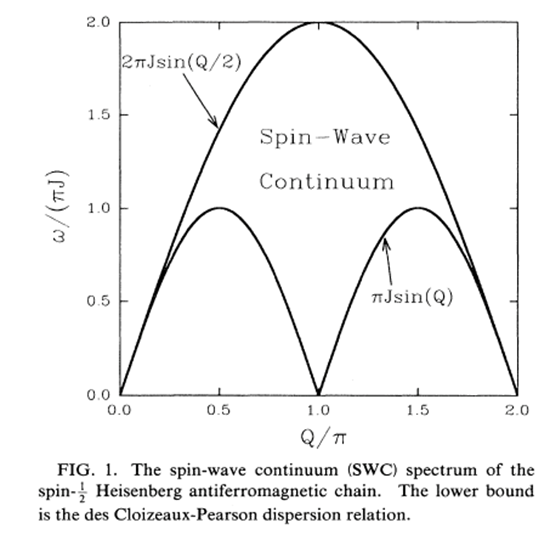 2.0
2πJsin(Q/2)
1.5
Spin-Wave
Continuum
ω/(πJ)
1.0
πJsin(Q)
0.5
0.0
0.0 0.5 1.0 1.5 2.0
Q/π
FIG. 1. The spin-wave continuum (SWC) spectrum of the
spin-½ Heisenberg antiferromagnetic chain. The lower bound
is the des Cloizeaux-Pearson dispersion relation.